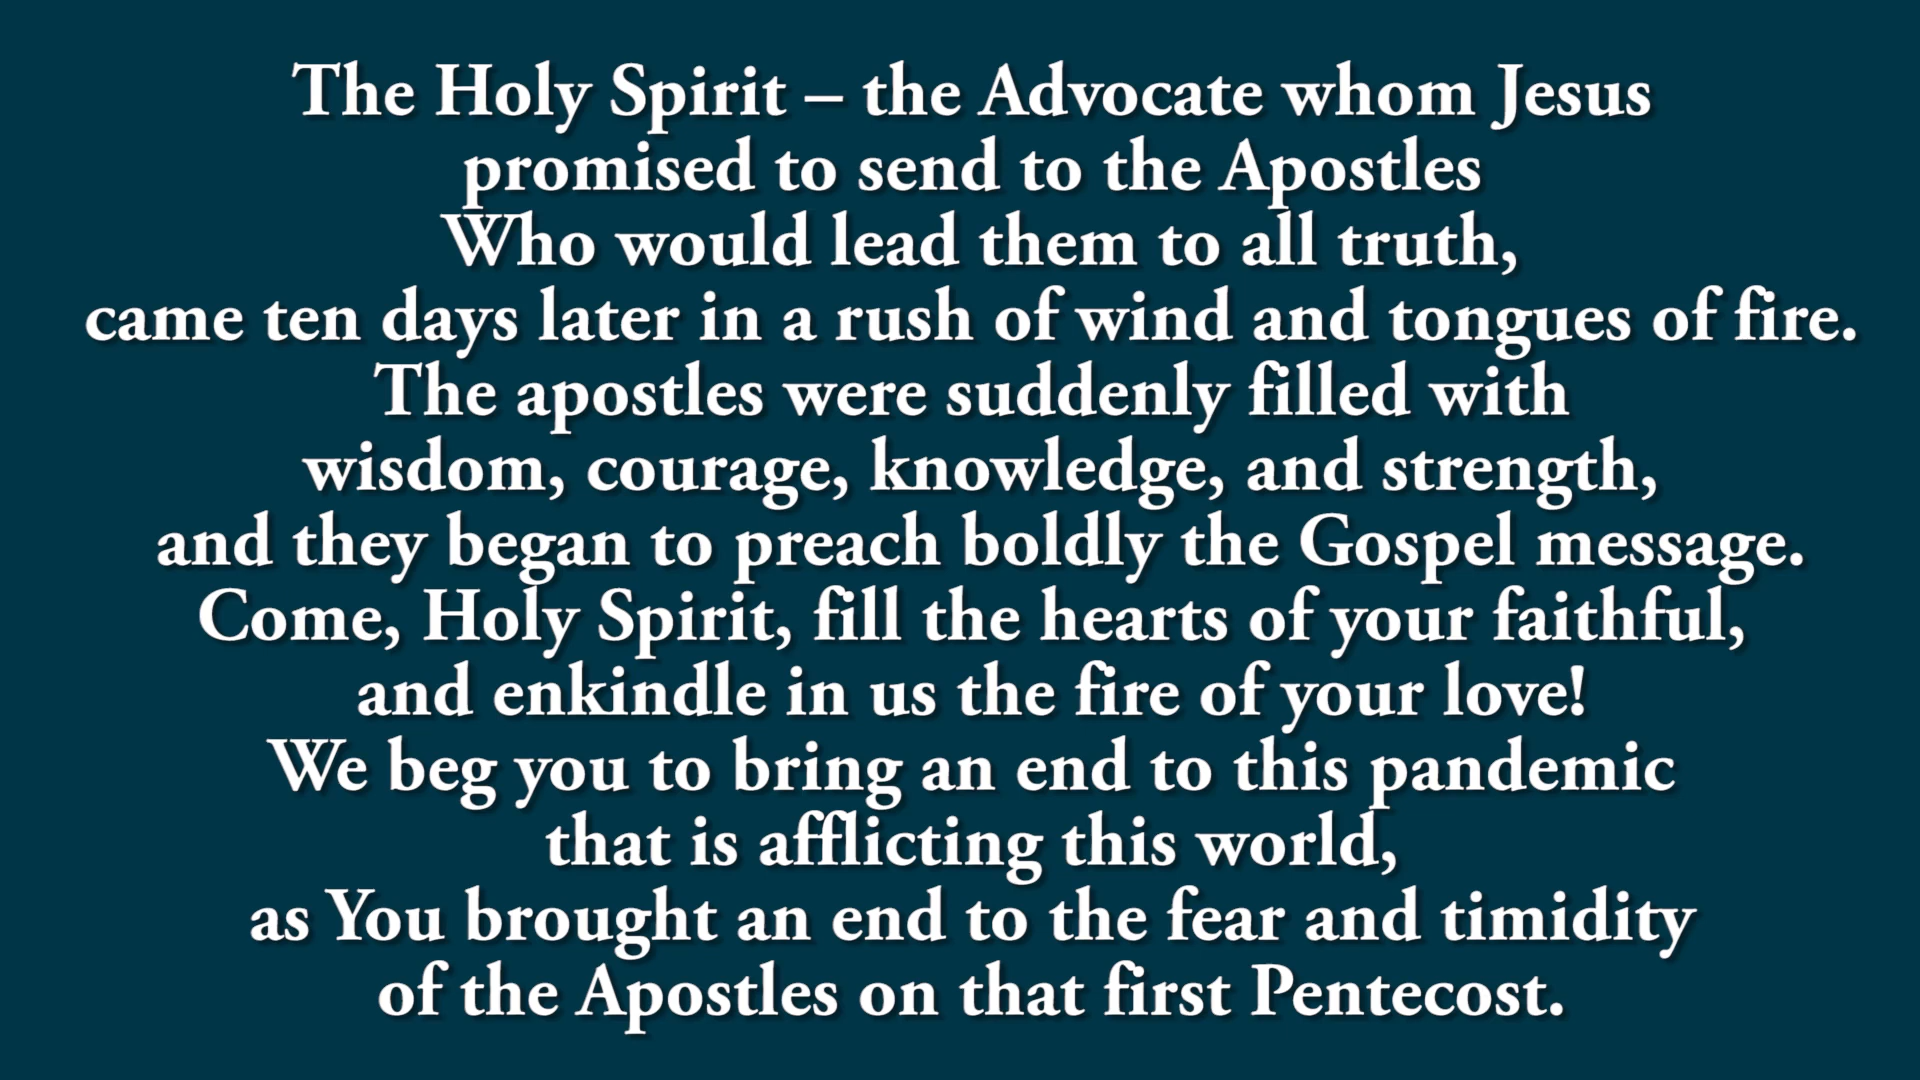 The Holy Spirit – the Advocate whom Jesus
promised to send to the Apostles
Who would lead them to all truth,
came ten days later in a rush of wind and tongues of fire.
The apostles were suddenly filled with
wisdom, courage, knowledge, and strength,
and they began to preach boldly the Gospel message.
Come, Holy Spirit, fill the hearts of your faithful,
and enkindle in us the fire of your love!
We beg you to bring an end to this pandemic
that is afflicting this world,
as You brought an end to the fear and timidity
of the Apostles on that first Pentecost.